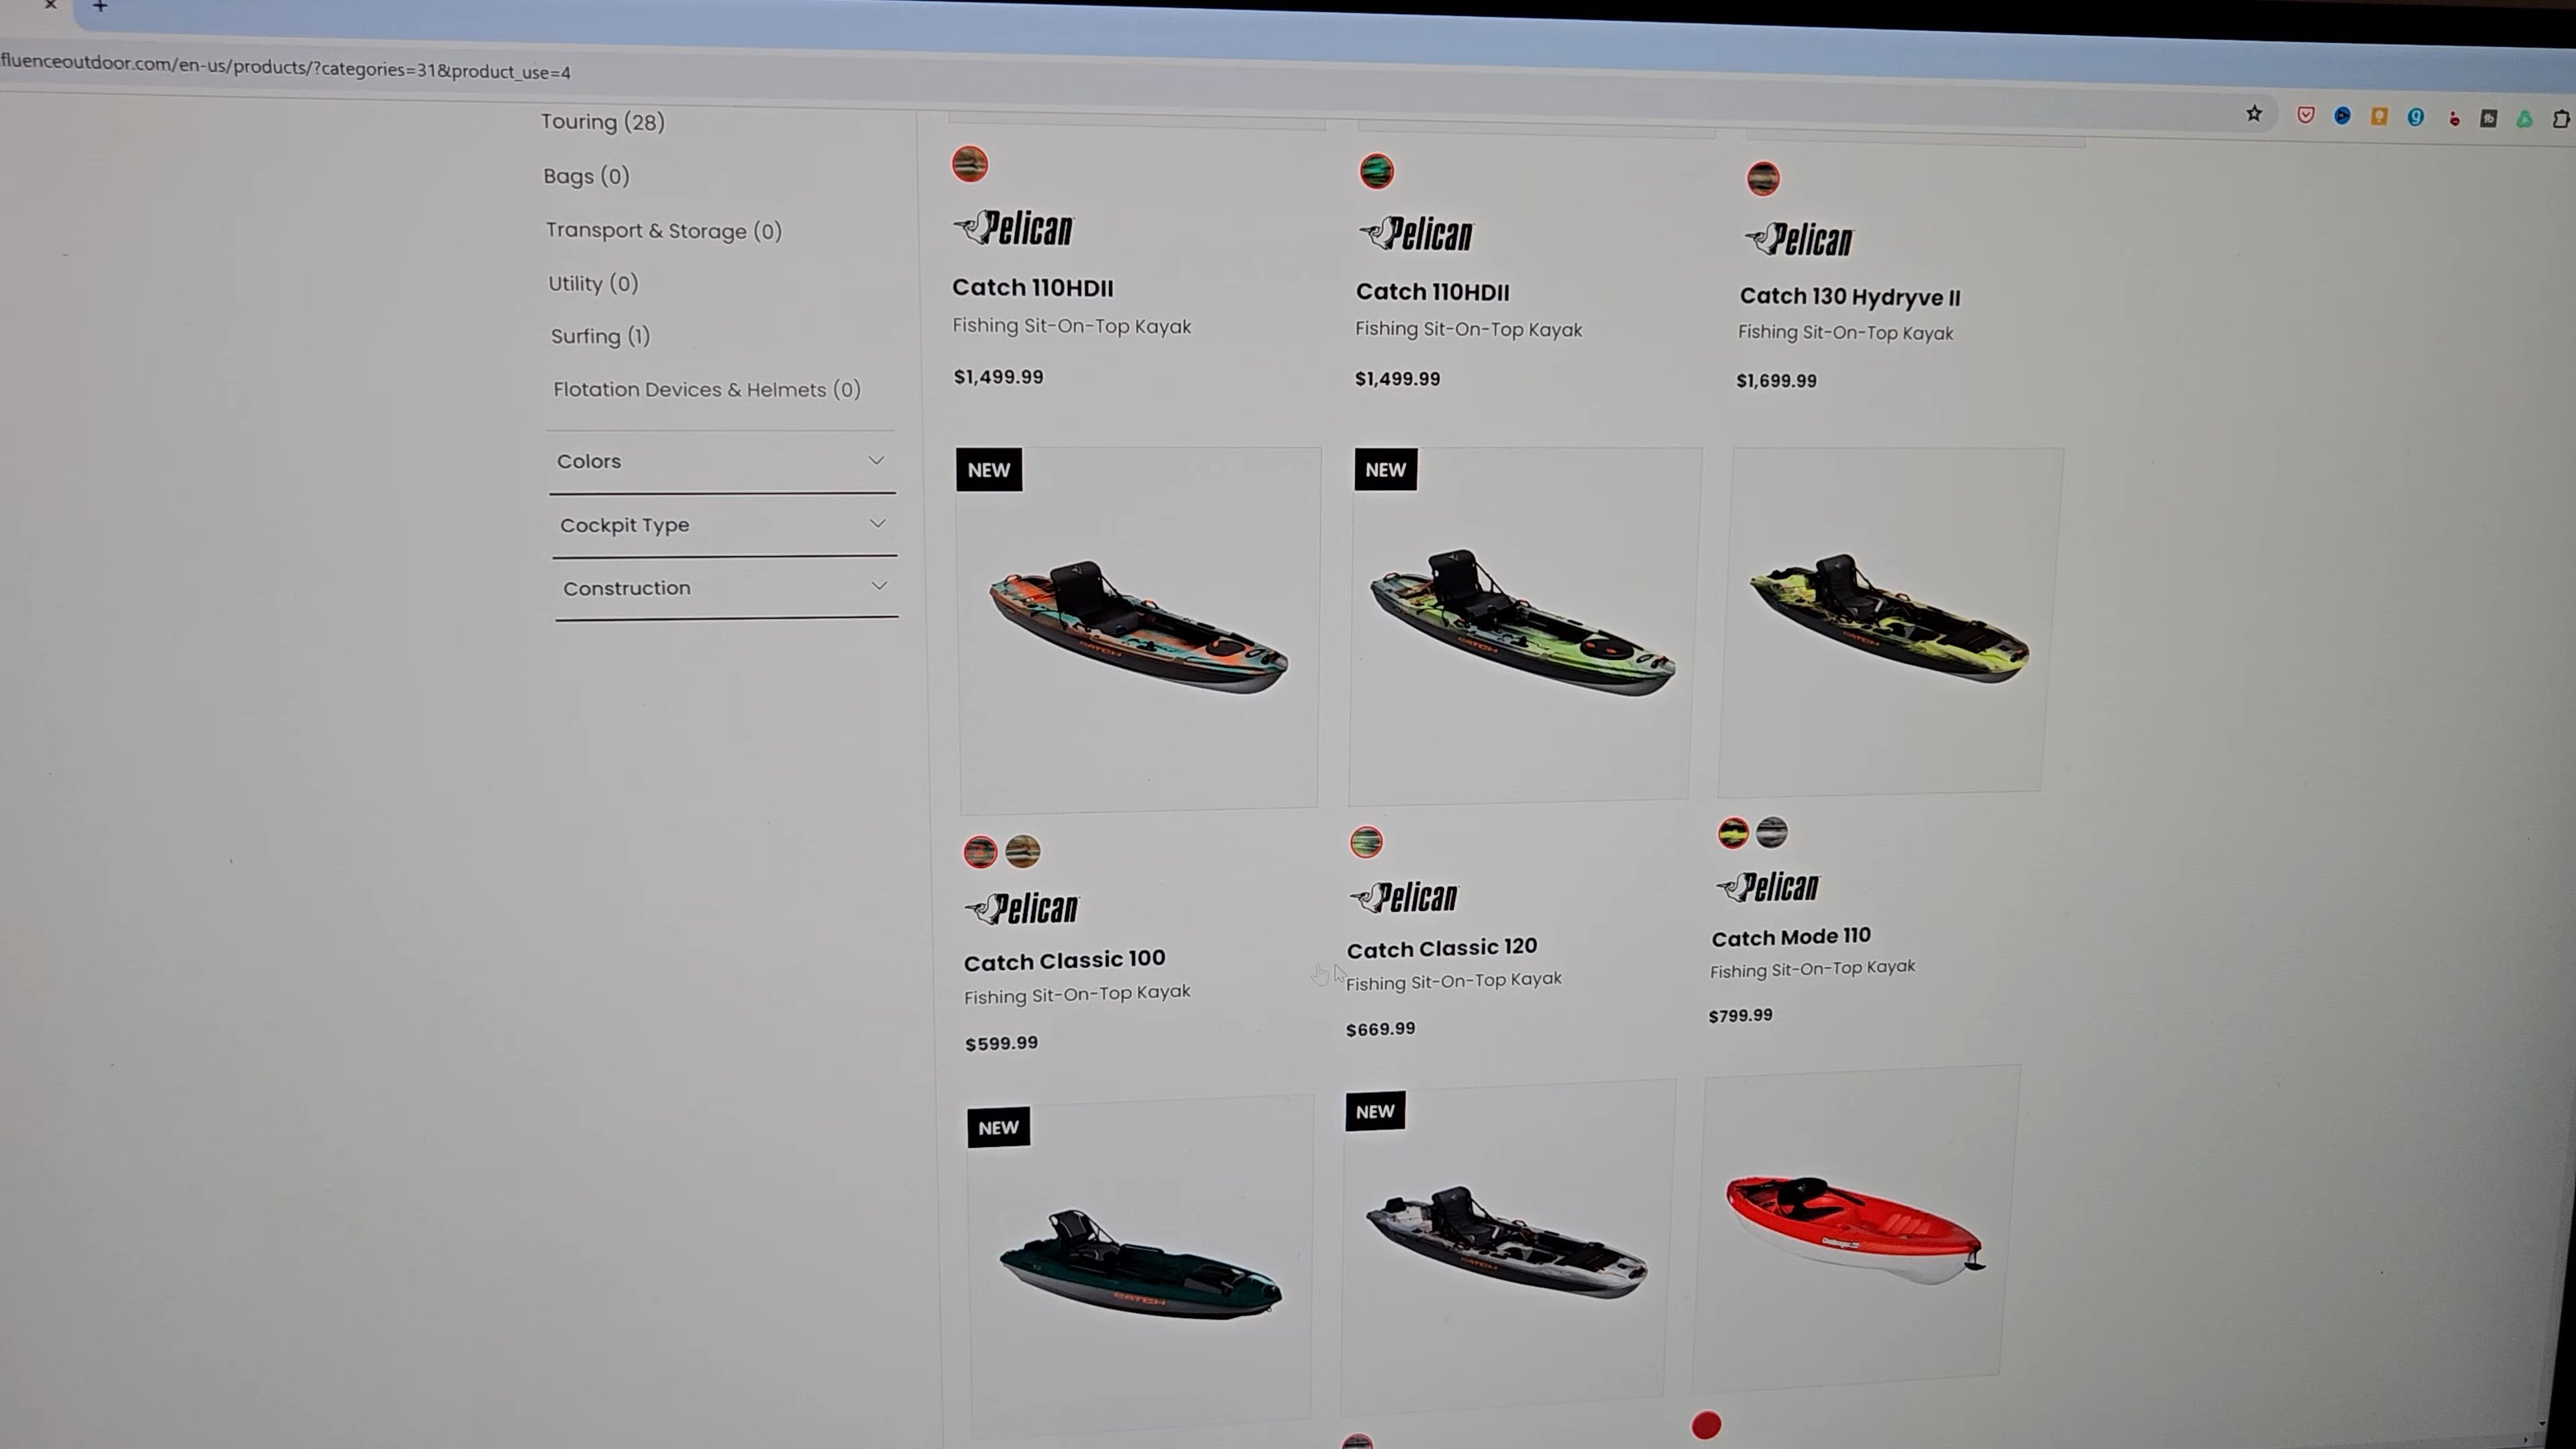 fluenceoutdoor.com/en-us/products/?categories=31&product_use=4
Touring (28)
Bags (0)
Transport & Storage (0)
Utility (0)
Surfing (1)
Flotation Devices & Helmets (0)
Colors
Cockpit Type
Construction
Pelican
Catch 110HDII
Fishing Sit-On-Top Kayak
$1,499.99
Pelican
Catch 110HDII
Fishing Sit-On-Top Kayak
$1,499.99
Pelican
Catch 130 Hydryve II
Fishing Sit-On-Top Kayak
$1,699.99
NEW
CATCH
Pelican
Catch Classic 100
Fishing Sit-On-Top Kayak
$599.99
NEW
CATCH
Pelican
Catch Classic 120
Fishing Sit-On-Top Kayak
$669.99
CATCH
Pelican
Catch Mode 110
Fishing Sit-On-Top Kayak
$799.99
NEW
CATCH
NEW
CATCH